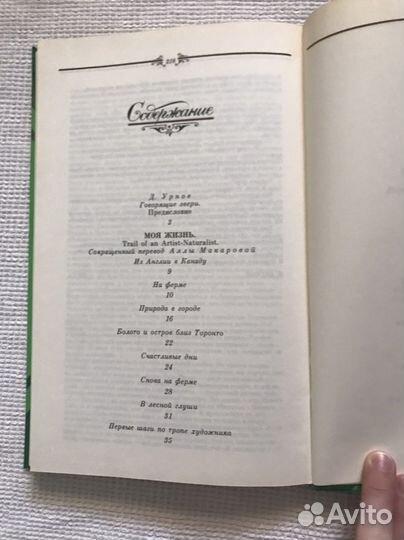 Содержание
Д. Урнов
Говорящие звери.
Предисловие
3
МОЯ ЖИЗНЬ.
Trail of an Artist-Naturalist.
Сокращенный перевод Аллы Макаровой
Из Англии в Канаду
9
На ферме
10
Природа в городе
16
Болото и остров близ Торонто
22
Счастливые дни
24
Снова на ферме
28
В лесной глуши
31
Первые шаги по тропе художника
35
Avito